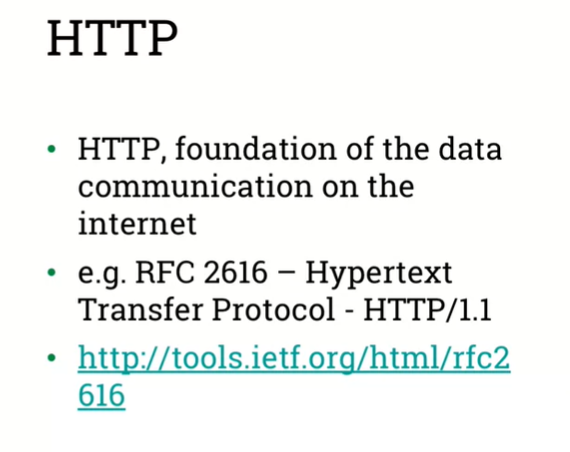 HTTP
• HTTP, foundation of the data
communication on the
internet
• e.g. RFC 2616 – Hypertext
Transfer Protocol - HTTP/1.1
• http://tools.ietf.org/html/rfc2
616